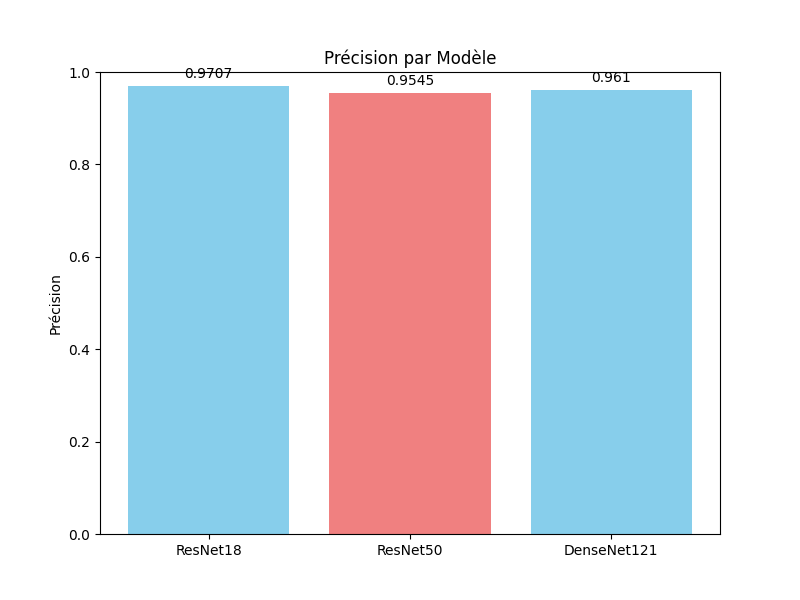 Précision par Modèle
Précision
1.0
0.8
0.6
0.4
0.2
0.0
0.9707
0.9545
0.961
ResNet18
ResNet50
DenseNet121